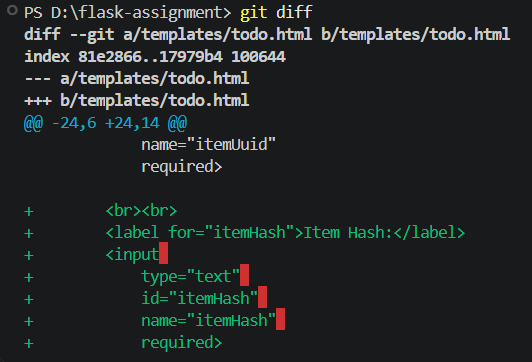 PS D:\flask-assignment> git diff
diff --git a/templates/todo.html b/templates/todo.html
index 81e2866..17979b4 100644
--- a/templates/todo.html
+++ b/templates/todo.html
@@ -24,6 +24,14 @@
            name="itemUuid"
            required>

+        <br><br>
+        <label for="itemHash">Item Hash:</label>
+        <input
+            type="text"
+            id="itemHash"
+            name="itemHash"
+            required>